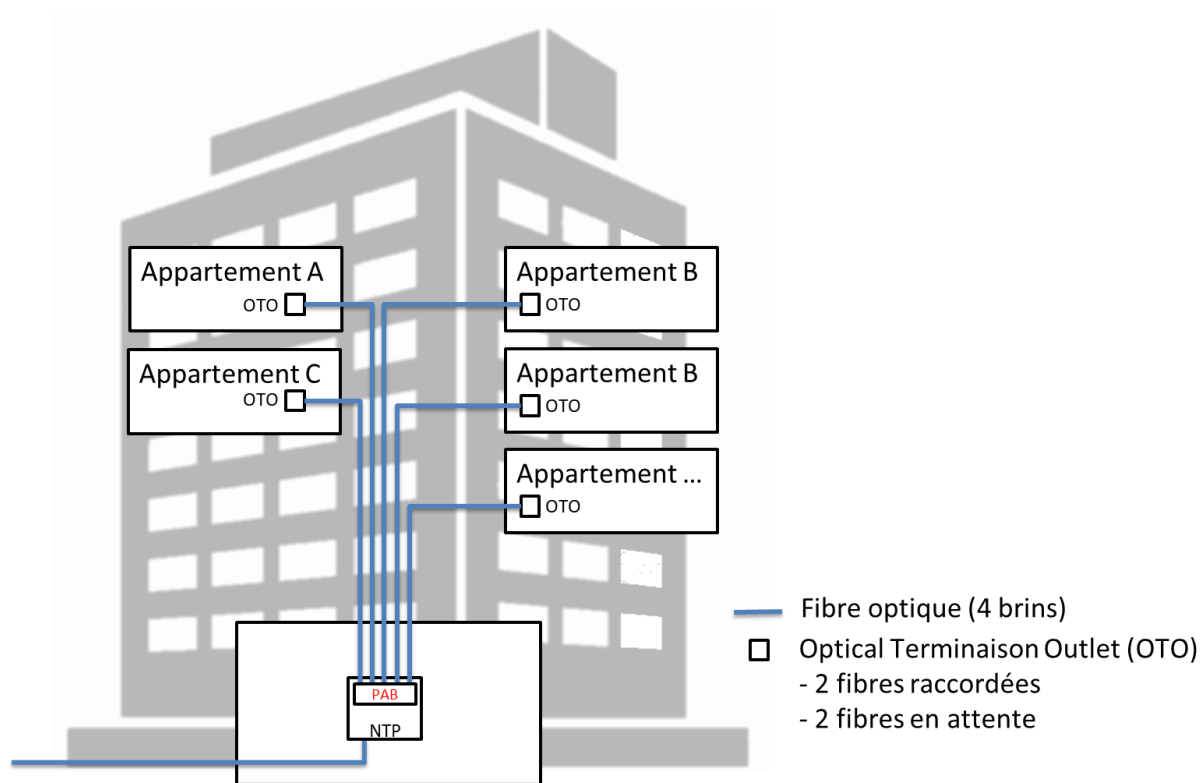 Appartement A
OTO
Appartement B
OTO
Appartement C
OTO
Appartement B
OTO
Appartement ...
OTO
PAB
NTP
Fibre optique (4 brins)
Optical Terminaison Outlet (OTO)
- 2 fibres raccordées
- 2 fibres en attente